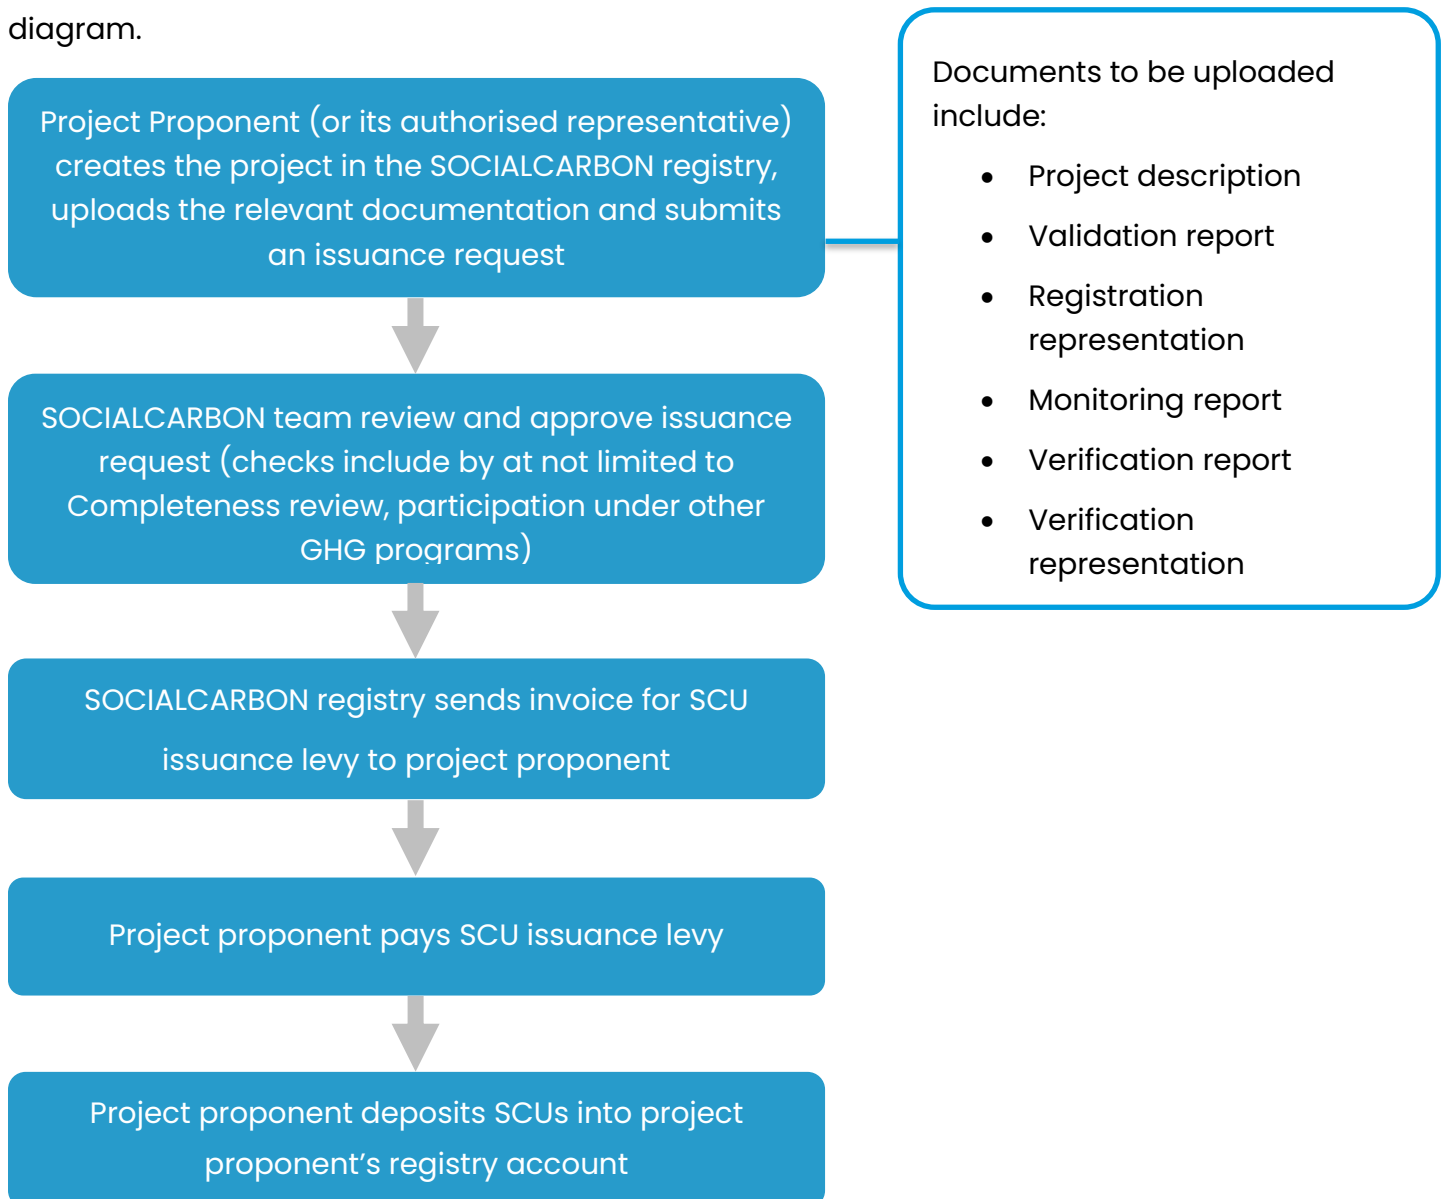 diagram.
Project Proponent (or its authorised representative)
creates the project in the SOCIALCARBON registry,
uploads the relevant documentation and submits
an issuance request
Documents to be uploaded
include:
• Project description
• Validation report
• Registration
representation
• Monitoring report
• Verification report
• Verification
representation
SOCIALCARBON team review and approve issuance
request (checks include by at not limited to
Completeness review, participation under other
GHG programs)
SOCIALCARBON registry sends invoice for SCU
issuance levy to project proponent
Project proponent pays SCU issuance levy
Project proponent deposits SCUs into project
proponent's registry account